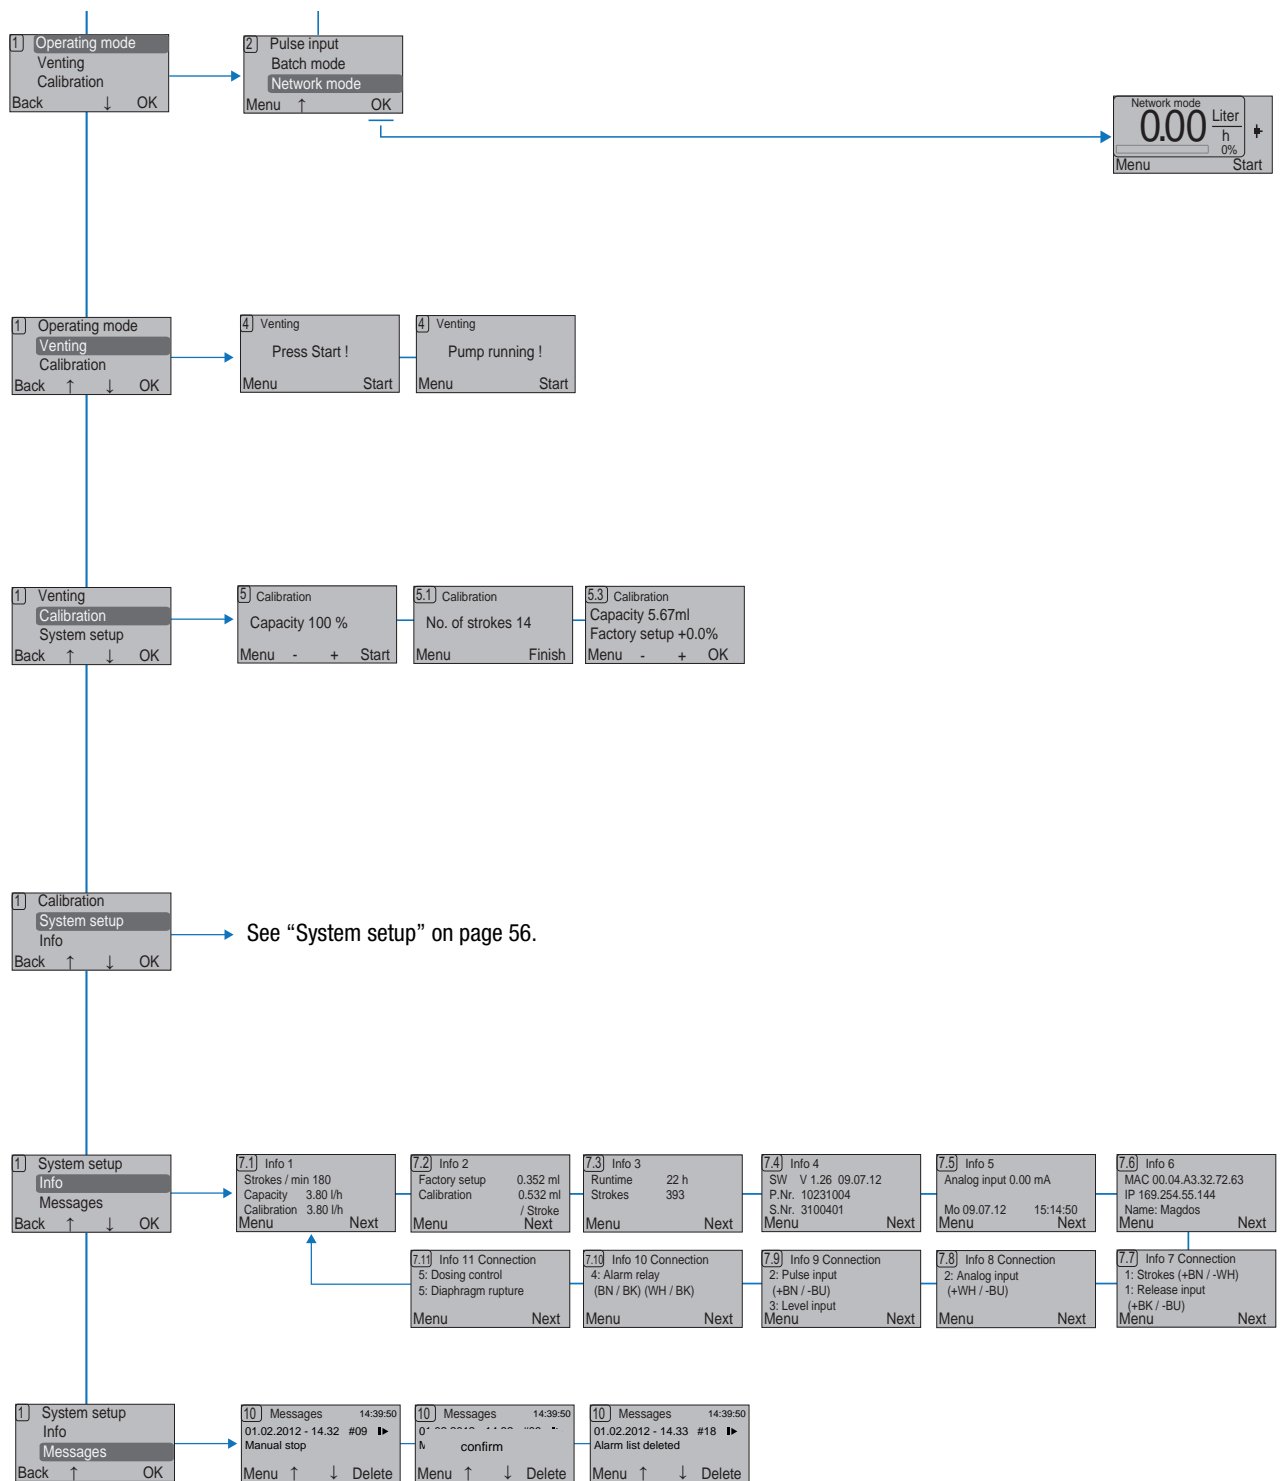 1 Operating mode
Venting
Calibration
Back ↓ OK
2 Pulse input
Batch mode
Network mode
Menu ↑ OK
Network mode
0.00 Liter
h
0%
Menu Start
1 Operating mode
Venting
Calibration
Back ↑ ↓ OK
4 Venting
Press Start !
Menu Start
4 Venting
Pump running !
Menu Start
1 Venting
Calibration
System setup
Back ↑ ↓ OK
5 Calibration
Capacity 100 %
Menu - + Start
5.1 Calibration
No. of strokes 14
Menu Finish
5.3 Calibration
Capacity 5.67ml
Factory setup +0.0%
Menu - + OK
1 Calibration
System setup
Info
Back ↑ ↓ OK
See “System setup” on page 56.
1 System setup
Info
Messages
Back ↑ ↓ OK
7.1 Info 1
Strokes / min 180
Capacity 3.80 l/h
Calibration 3.80 l/h
Menu Next
7.2 Info 2
Factory setup 0.352 ml
Calibration 0.532 ml
/ Stroke
Menu Next
7.3 Info 3
Runtime 22 h
Strokes 393
Menu Next
7.4 Info 4
SW V 1.26 09.07.12
P.Nr. 10231004
S.Nr. 3100401
Menu Next
7.5 Info 5
Analog input 0.00 mA
Mo 09.07.12 15:14:50
Menu Next
7.6 Info 6
MAC 00.04.A3.32.72.63
IP 169.254.55.144
Name: Magdos
Menu Next
7.11 Info 11 Connection
5: Dosing control
5: Diaphragm rupture
Menu Next
7.10 Info 10 Connection
4: Alarm relay
(BN / BK) (WH / BK)
Menu Next
7.9 Info 9 Connection
2: Pulse input
(+BN / -BU)
3: Level input
Menu Next
7.8 Info 8 Connection
2: Analog input
(+WH / -BU)
Menu Next
7.7 Info 7 Connection
1: Strokes (+BN / -WH)
1: Release input
(+BK / -BU)
Menu Next
1 System setup
Info
Messages
Back ↑ OK
10 Messages 14:39:50
01.02.2012 - 14.32 #09
Manual stop
Menu ↑ ↓ Delete
10 Messages 14:39:50
confirm
Menu ↑ ↓ Delete
10 Messages 14:39:50
01.02.2012 - 14.33 #18
Alarm list deleted
Menu ↑ ↓ Delete